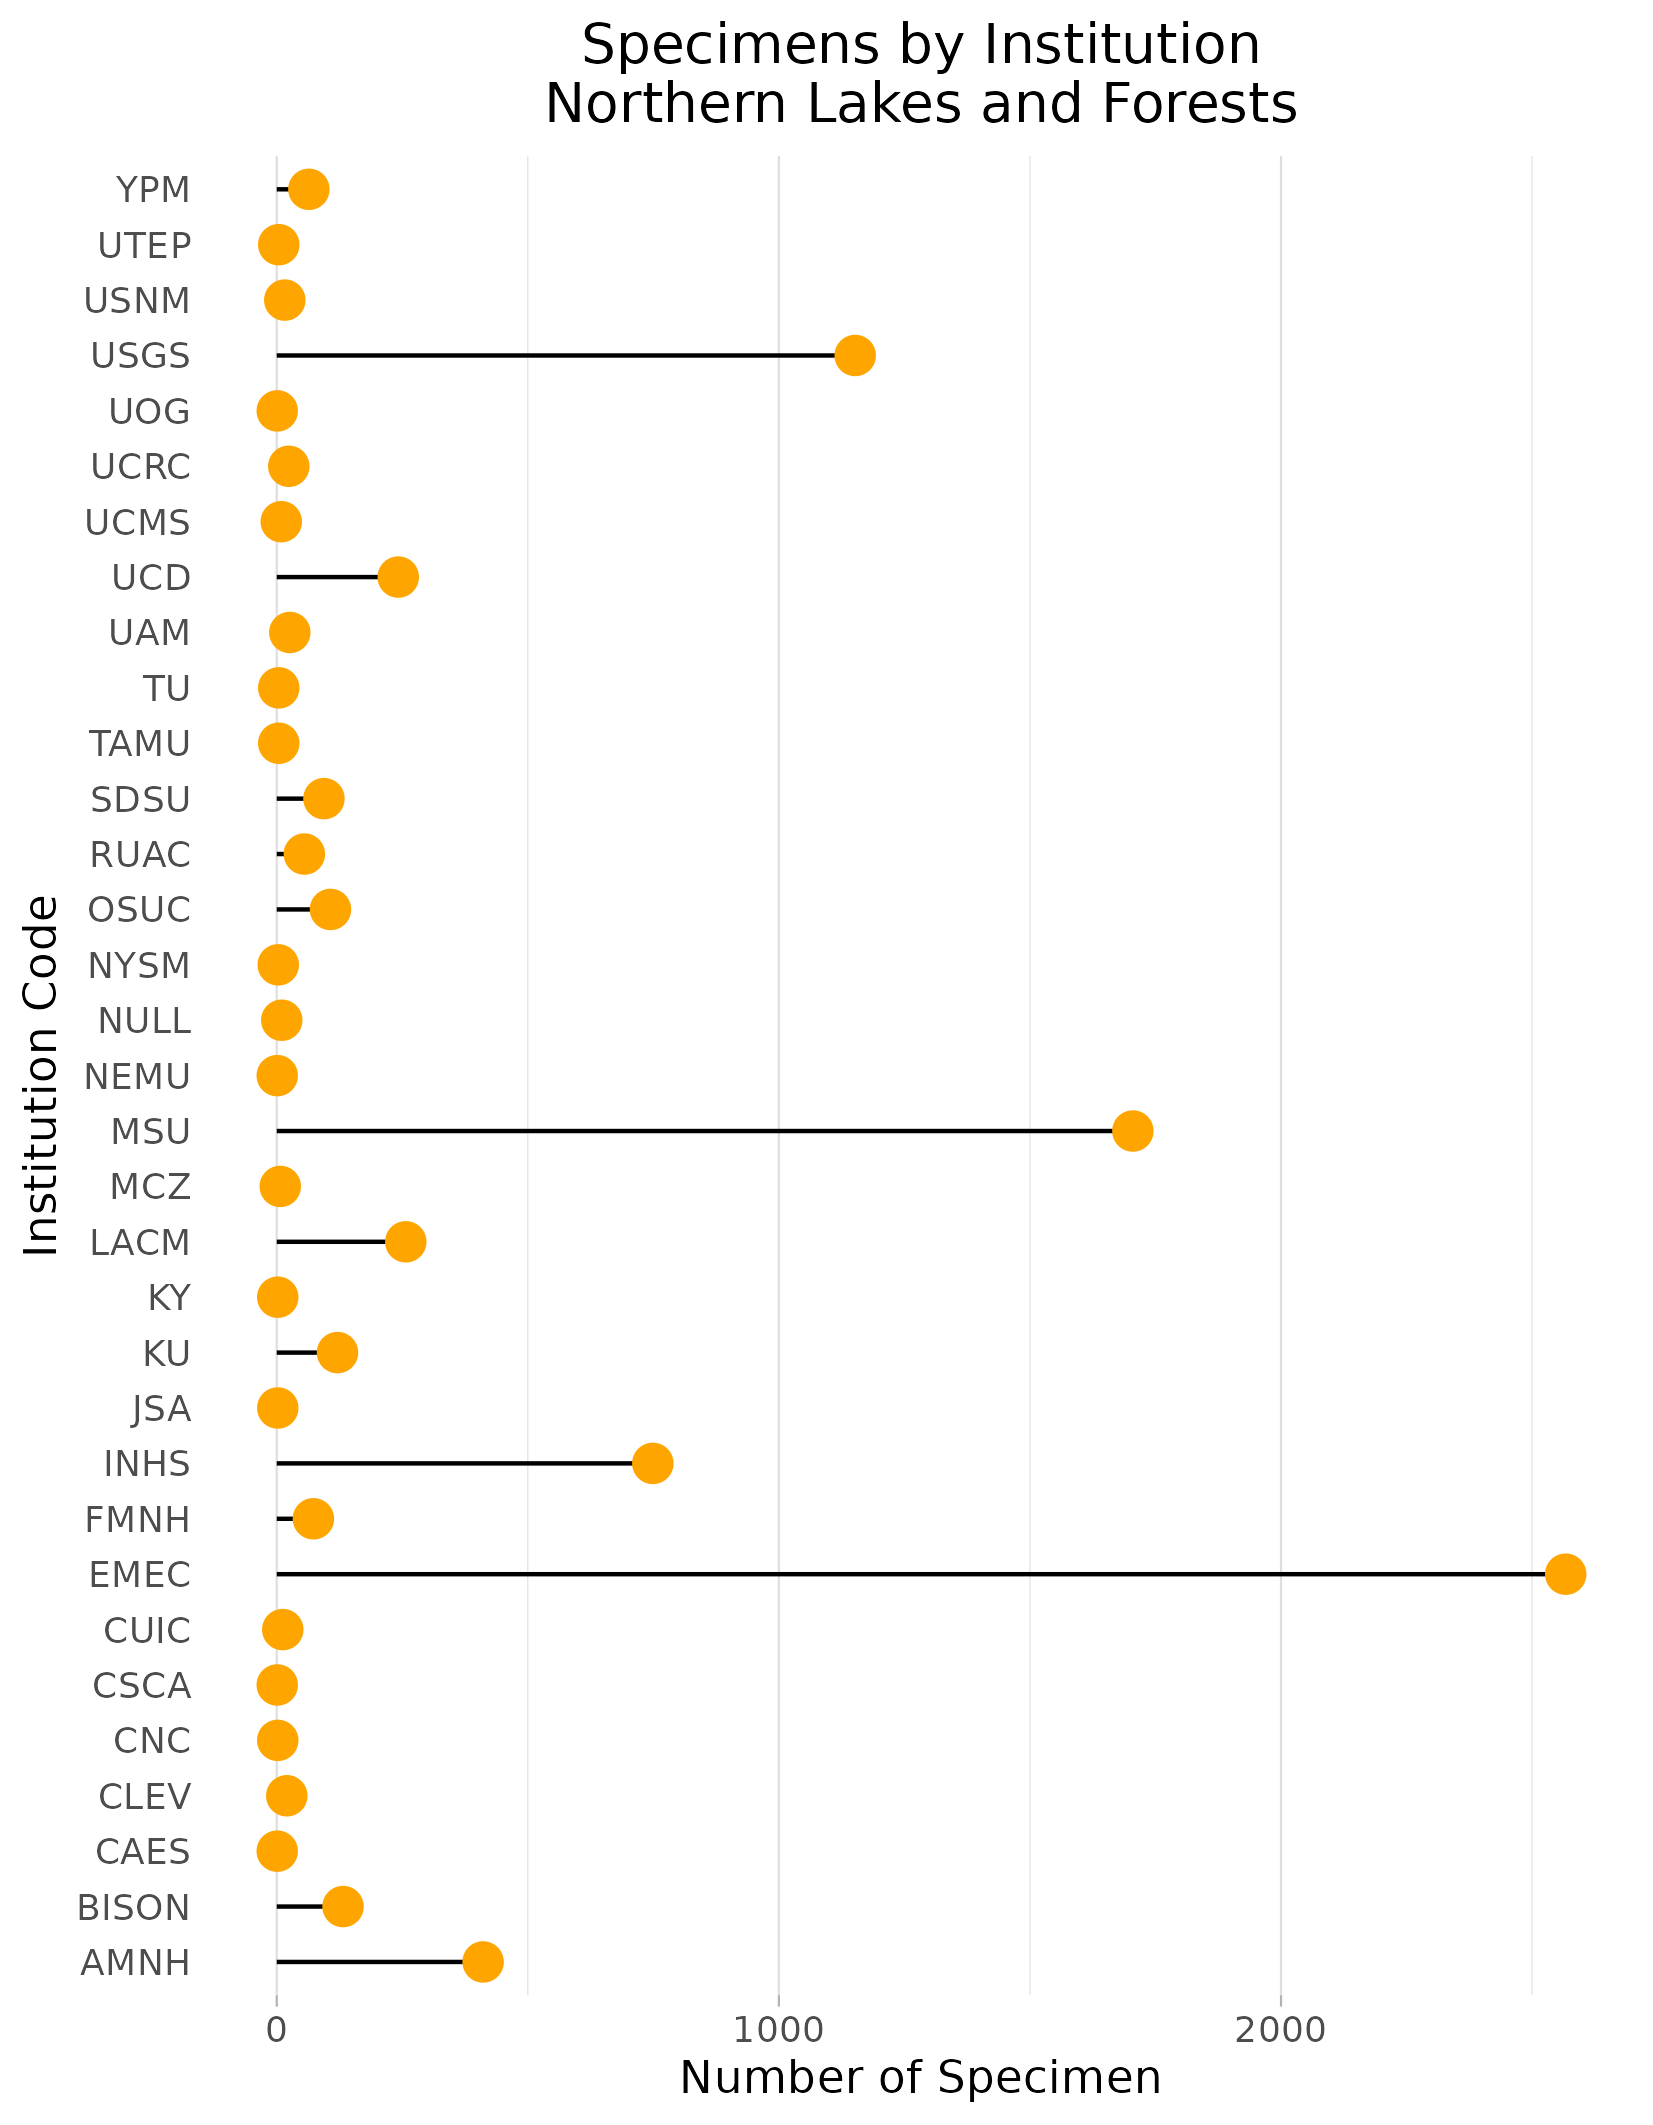 Specimens by Institution
Northern Lakes and Forests
YPM
UTEP
USNM
USGS
UOG
UCRC
UCMS
UCD
UAM
TU
TAMU
SDSU
RUAC
OSUC
NYSM
NULL
NEMU
MSU
MCZ
LACM
KY
KU
JSA
INHS
FMNH
EMEC
CUIC
CSCA
CNC
CLEV
CAES
BISON
AMNH
Institution Code
0 1000 2000
Number of Specimen